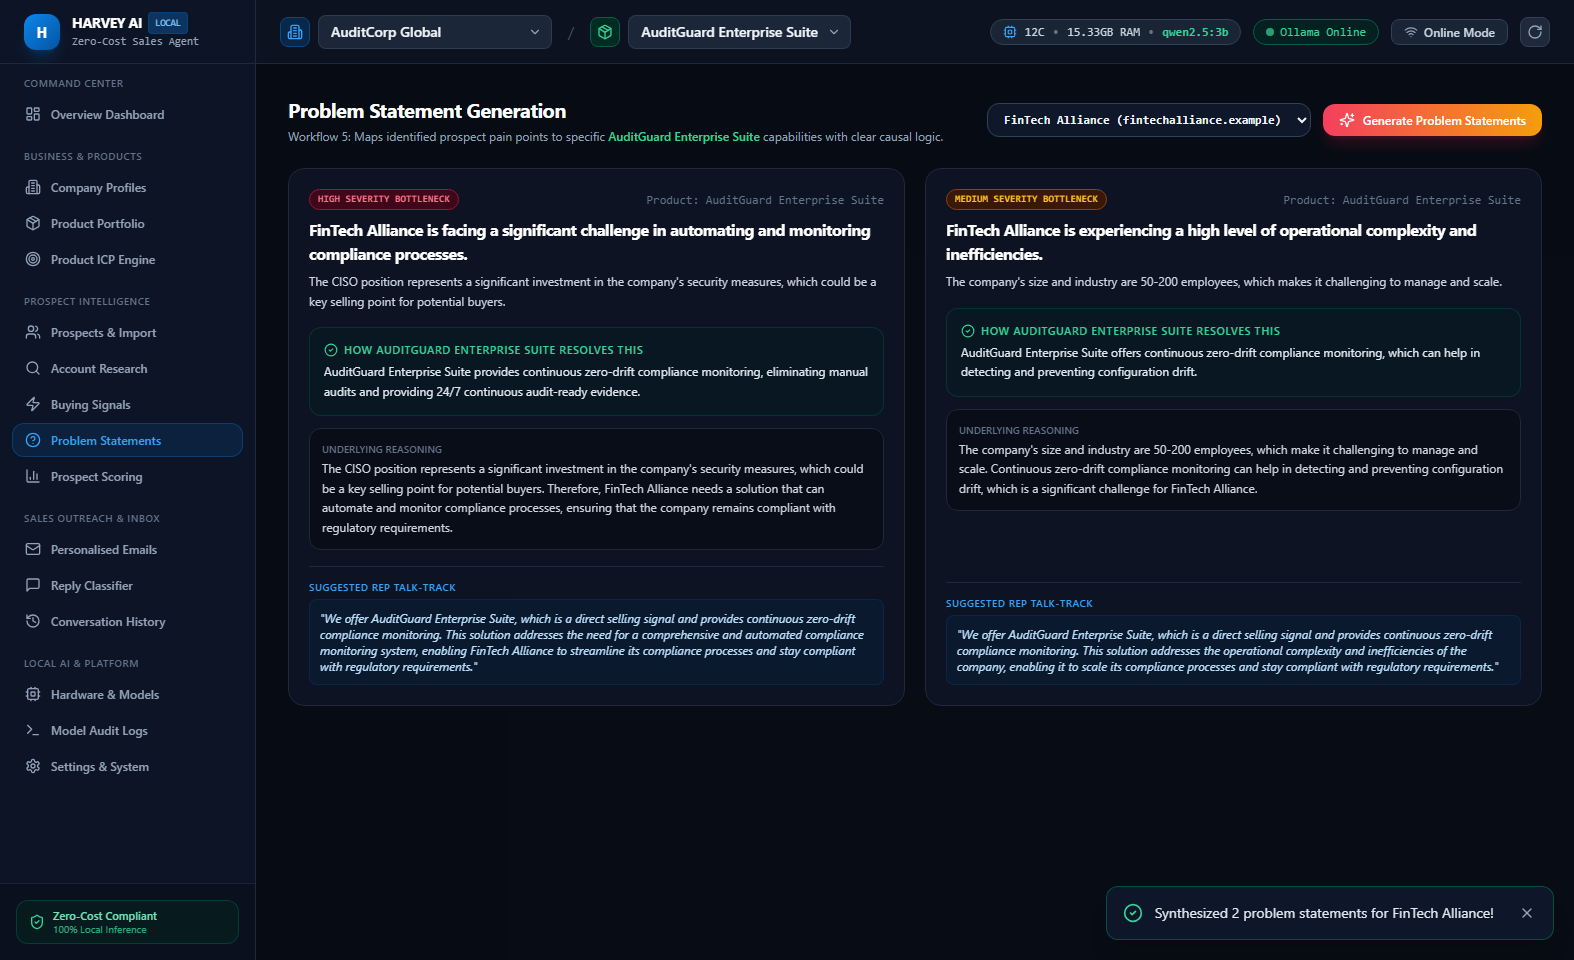 H
HARVEY AI
LOCAL
Zero-Cost Sales Agent
AuditCorp Global
/
AuditGuard Enterprise Suite
12C • 15.33GB RAM • qwen2.5:3b
Ollama Online
Online Mode
COMMAND CENTER
Overview Dashboard
BUSINESS & PRODUCTS
Company Profiles
Product Portfolio
Product ICP Engine
PROSPECT INTELLIGENCE
Prospects & Import
Account Research
Buying Signals
Problem Statements
Prospect Scoring
SALES OUTREACH & INBOX
Personalised Emails
Reply Classifier
Conversation History
LOCAL AI & PLATFORM
Hardware & Models
Model Audit Logs
Settings & System
Zero-Cost Compliant
100% Local Inference
Problem Statement Generation
Workflow 5: Maps identified prospect pain points to specific AuditGuard Enterprise Suite capabilities with clear causal logic.
FinTech Alliance (fintechalliance.example)
Generate Problem Statements
HIGH SEVERITY BOTTLENECK
Product: AuditGuard Enterprise Suite
FinTech Alliance is facing a significant challenge in automating and monitoring
compliance processes.
The CISO position represents a significant investment in the company's security measures, which could be a
key selling point for potential buyers.
HOW AUDITGUARD ENTERPRISE SUITE RESOLVES THIS
AuditGuard Enterprise Suite provides continuous zero-drift compliance monitoring, eliminating manual
audits and providing 24/7 continuous audit-ready evidence.
UNDERLYING REASONING
The CISO position represents a significant investment in the company's security measures, which could
be a key selling point for potential buyers. Therefore, FinTech Alliance needs a solution that can
automate and monitor compliance processes, ensuring that the company remains compliant with
regulatory requirements.
SUGGESTED REP TALK-TRACK
"We offer AuditGuard Enterprise Suite, which is a direct selling signal and provides continuous zero-drift
compliance monitoring. This solution addresses the need for a comprehensive and automated compliance
monitoring system, enabling FinTech Alliance to streamline its compliance processes and stay compliant
with regulatory requirements."
MEDIUM SEVERITY BOTTLENECK
Product: AuditGuard Enterprise Suite
FinTech Alliance is experiencing a high level of operational complexity and
inefficiencies.
The company's size and industry are 50-200 employees, which makes it challenging to manage and scale.
HOW AUDITGUARD ENTERPRISE SUITE RESOLVES THIS
AuditGuard Enterprise Suite offers continuous zero-drift compliance monitoring, which can help in
detecting and preventing configuration drift.
UNDERLYING REASONING
The company's size and industry are 50-200 employees, which make it challenging to manage and
scale. Continuous zero-drift compliance monitoring can help in detecting and preventing configuration
drift, which is a significant challenge for FinTech Alliance.
SUGGESTED REP TALK-TRACK
"We offer AuditGuard Enterprise Suite, which is a direct selling signal and provides continuous zero-drift
compliance monitoring. This solution addresses the operational complexity and inefficiencies of the
company, enabling it to scale its compliance processes and stay compliant with regulatory requirements."
Synthesized 2 problem statements for FinTech Alliance!